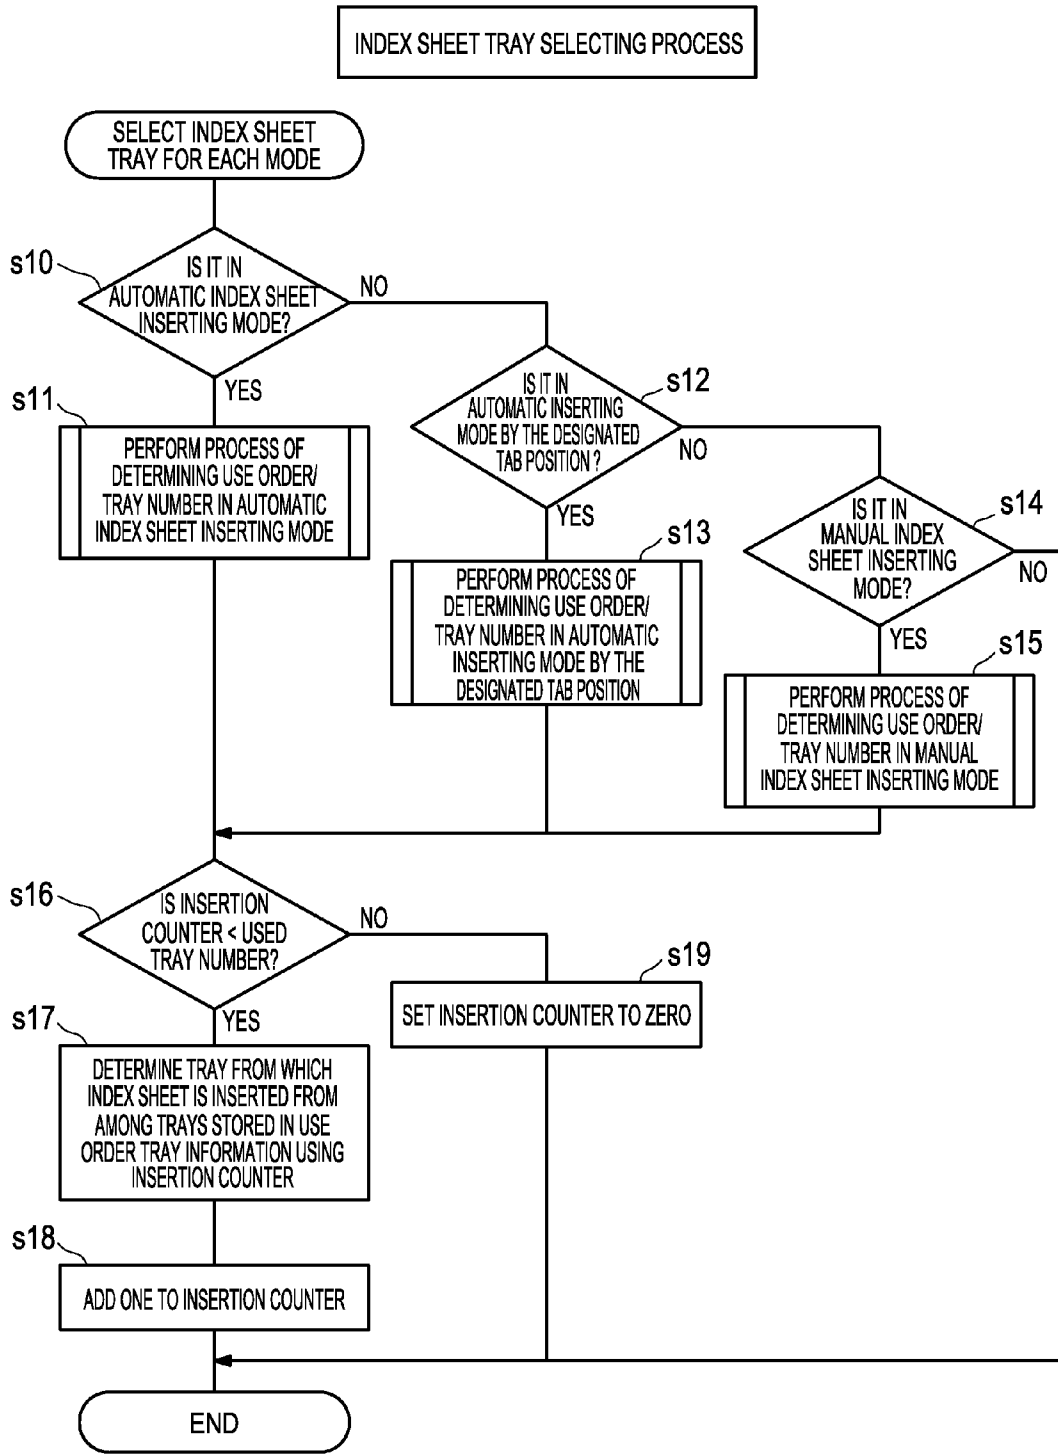 INDEX SHEET TRAY SELECTING PROCESS
SELECT INDEX SHEET
TRAY FOR EACH MODE
s10
IS IT IN
AUTOMATIC INDEX SHEET
INSERTING MODE?
NO
YES
s11
PERFORM PROCESS OF
DETERMINING USE ORDER/
TRAY NUMBER IN AUTOMATIC
INDEX SHEET INSERTING MODE
s12
IS IT IN
AUTOMATIC INSERTING
MODE BY THE DESIGNATED
TAB POSITION ?
NO
YES
s13
PERFORM PROCESS OF
DETERMINING USE ORDER/
TRAY NUMBER IN AUTOMATIC
INSERTING MODE BY THE
DESIGNATED TAB POSITION
s14
IS IT IN
MANUAL INDEX
SHEET INSERTING
MODE?
NO
YES
s15
PERFORM PROCESS OF
DETERMINING USE ORDER/
TRAY NUMBER IN MANUAL
INDEX SHEET INSERTING MODE
s16
IS INSERTION
COUNTER < USED
TRAY NUMBER?
NO
YES
s19
SET INSERTION COUNTER TO ZERO
s17
DETERMINE TRAY FROM WHICH
INDEX SHEET IS INSERTED FROM
AMONG TRAYS STORED IN USE
ORDER TRAY INFORMATION USING
INSERTION COUNTER
s18
ADD ONE TO INSERTION COUNTER
END